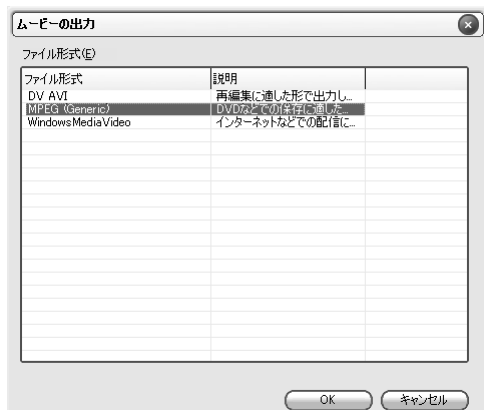 ムービーの出力
ファイル形式(E)
ファイル形式 説明
DV AVI 再編集に適した形で出力し...
MPEG (Generic) DVDなどでの保存に適した...
WindowsMediaVideo インターネットなどでの配信に...
OK キャンセル